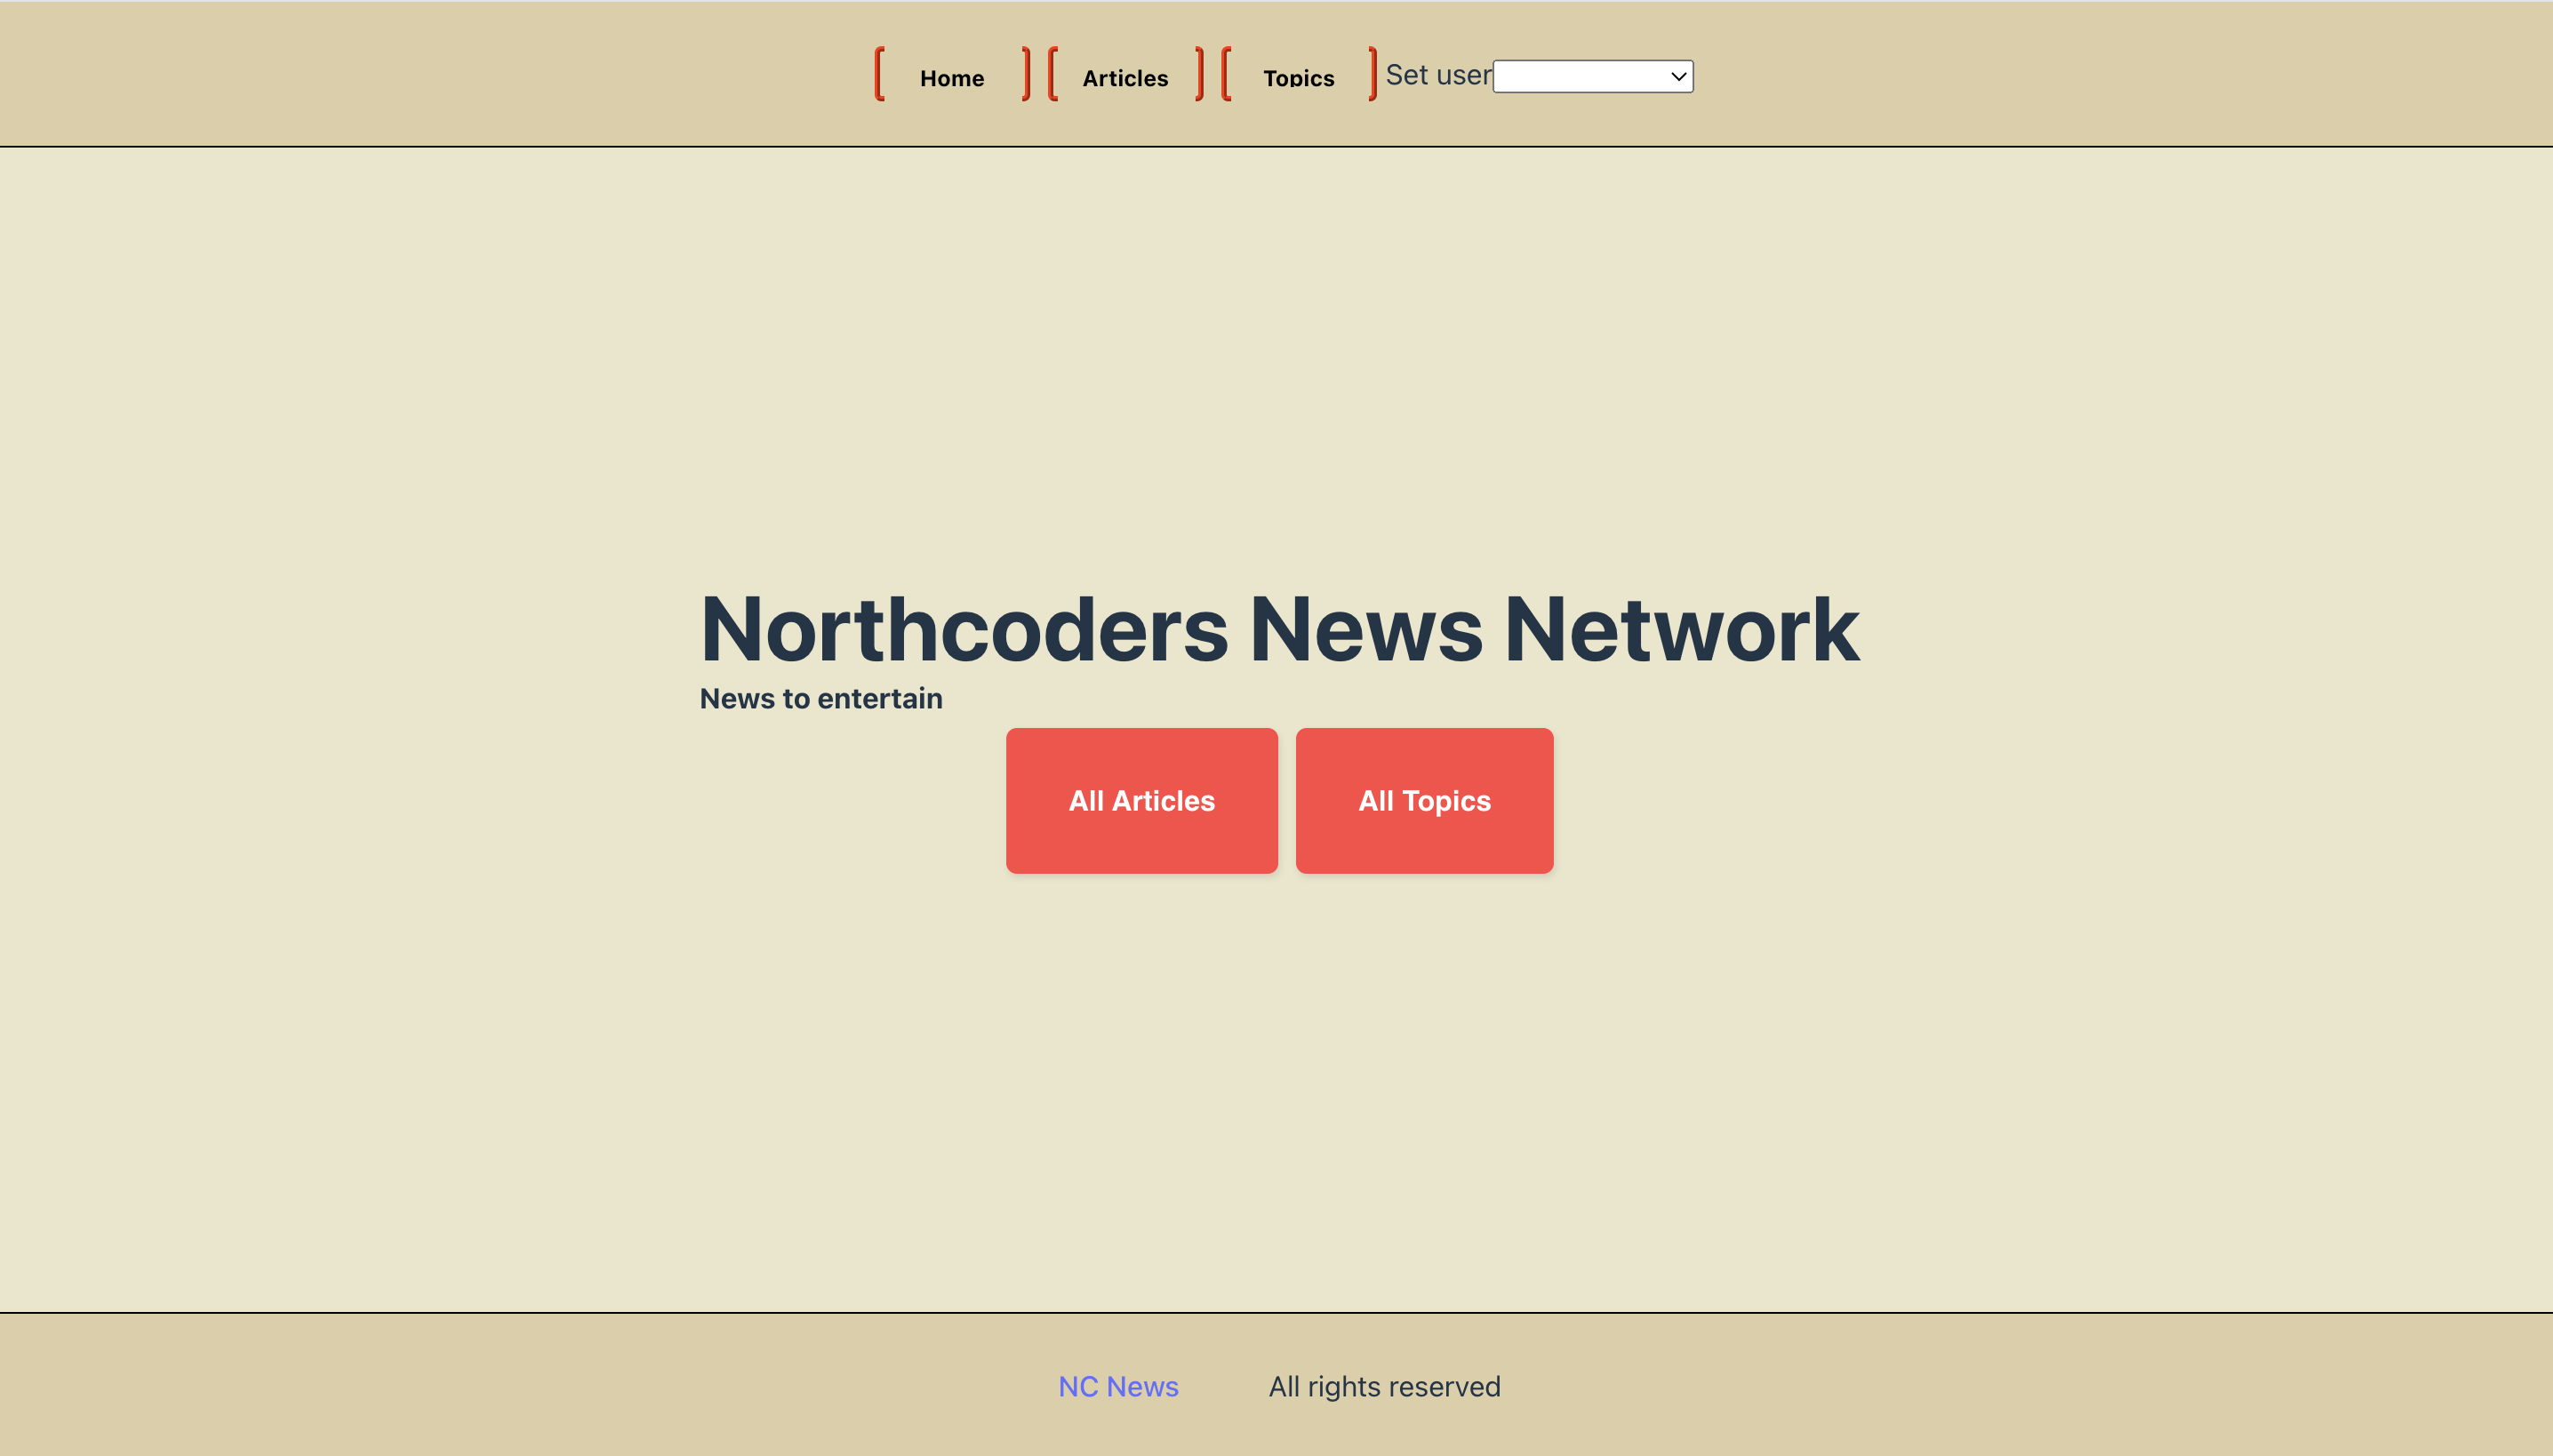 Home Articles Topics Set user
Northcoders News Network
News to entertain
All Articles All Topics
NC News All rights reserved